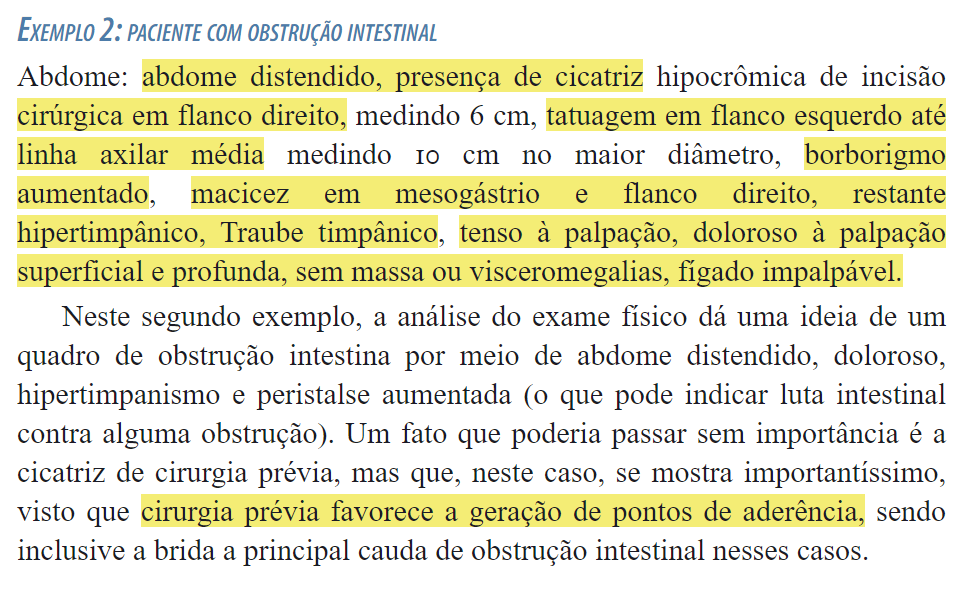 EXEMPLO 2: PACIENTE COM OBSTRUÇÃO INTESTINAL
Abdome: abdome distendido, presença de cicatriz hipocrômica de incisão
cirúrgica em flanco direito, medindo 6 cm, tatuagem em flanco esquerdo até
linha axilar média medindo 10 cm no maior diâmetro, borborigmo
aumentado, macicez em mesogástrio e flanco direito, restante
hipertimpânico, Traube timpânico, tenso à palpação, doloroso à palpação
superficial e profunda, sem massa ou visceromegalias, fígado impalpável.
Neste segundo exemplo, a análise do exame físico dá uma ideia de um
quadro de obstrução intestina por meio de abdome distendido, doloroso,
hipertimpanismo e peristalse aumentada (o que pode indicar luta intestinal
contra alguma obstrução). Um fato que poderia passar sem importância é a
cicatriz de cirurgia prévia, mas que, neste caso, se mostra importantíssimo,
visto que cirurgia prévia favorece a geração de pontos de aderência, sendo
inclusive a brida a principal cauda de obstrução intestinal nesses casos.